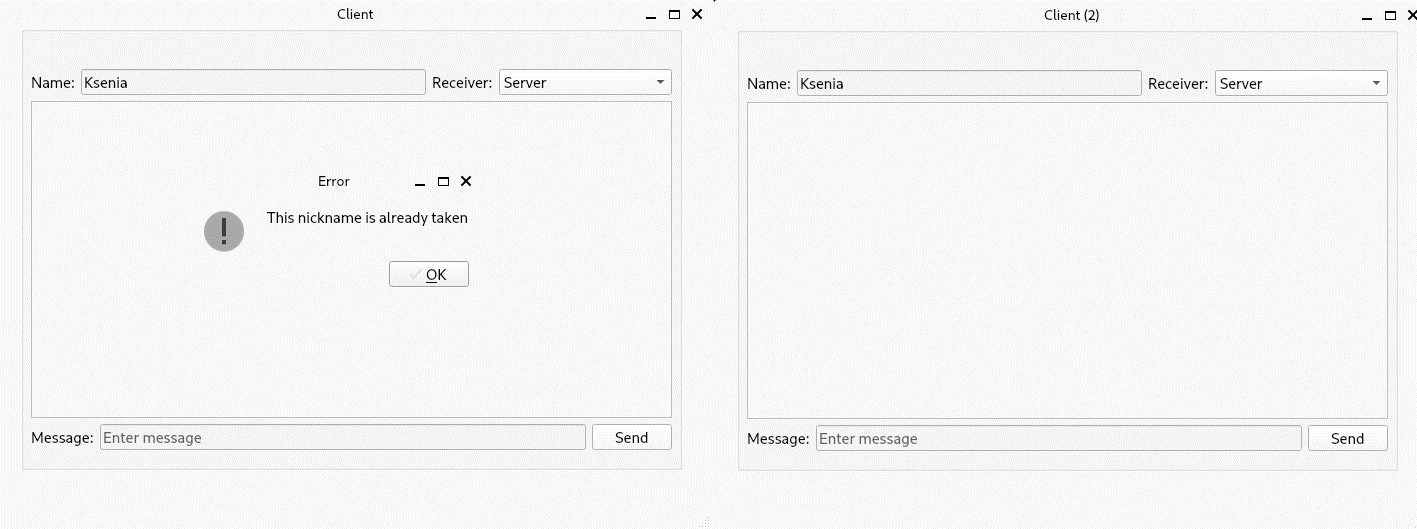 Client
Name: Ksenia Receiver: Server
Error
This nickname is already taken
OK
Message: Enter message Send
Client (2)
Name: Ksenia Receiver: Server
Message: Enter message Send